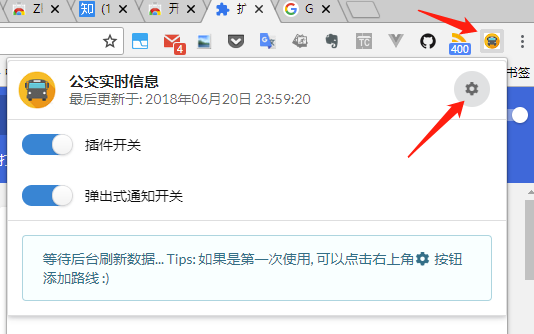 Zl
知 (1
开
扩
G
4
400
书签
公交实时信息
最后更新于: 2018年06月20日 23:59:20
插件开关
打
弹出式通知开关
等待后台刷新数据... Tips: 如果是第一次使用, 可以点击右上角 按钮
添加路线 :)